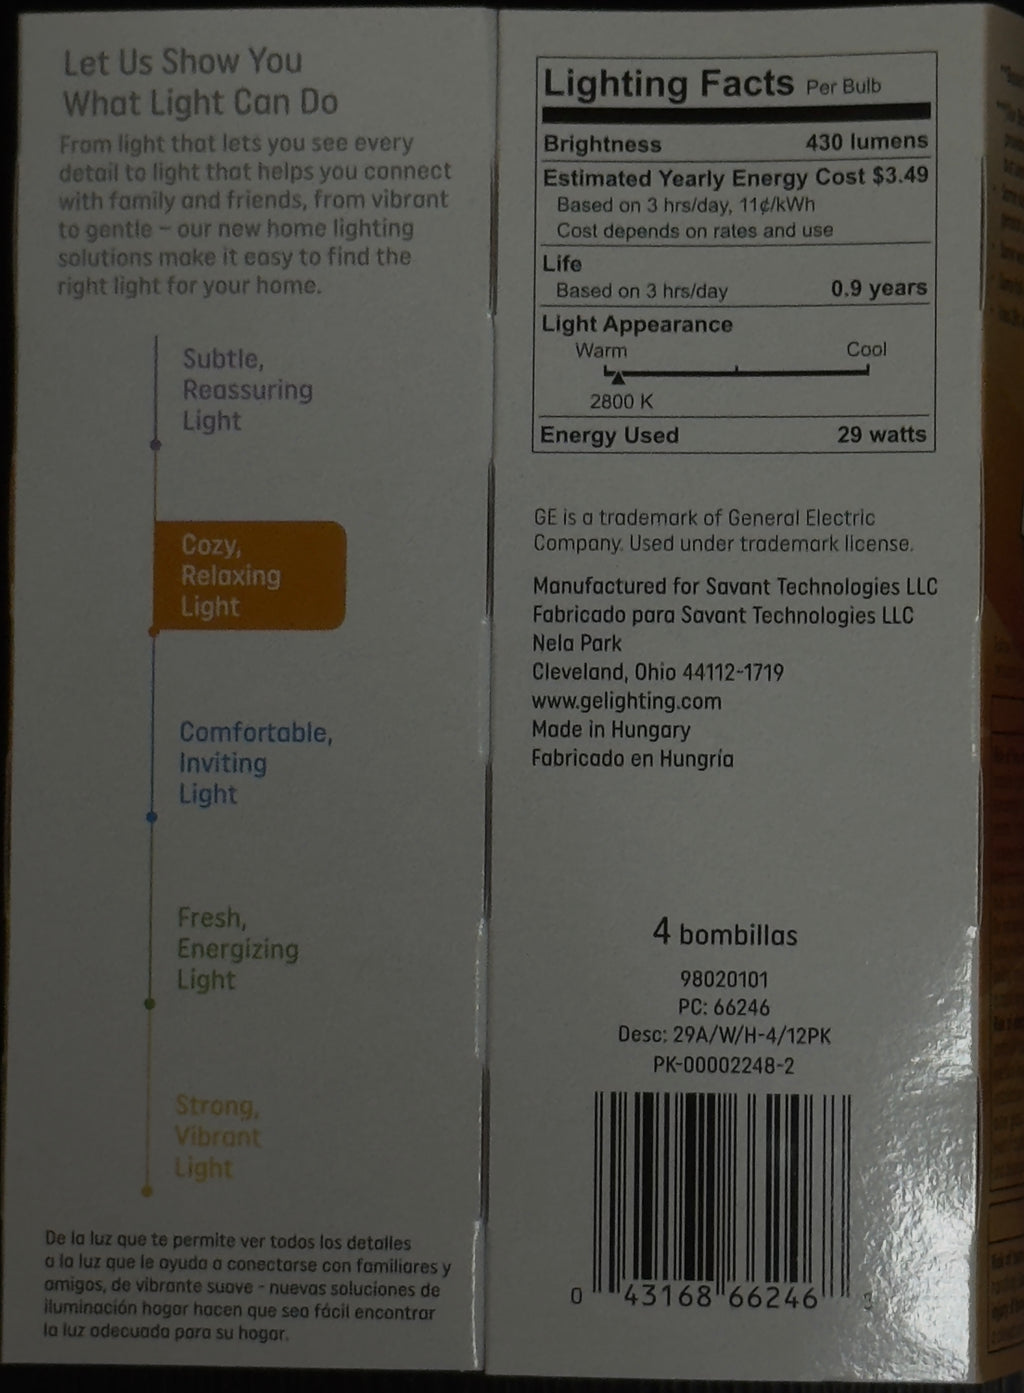 Let Us Show You
What Light Can Do
From light that lets you see every
detail to light that helps you connect
with family and friends, from vibrant
to gentle – our new home lighting
solutions make it easy to find the
right light for your home.
Subtle,
Reassuring
Light
Cozy,
Relaxing
Light
Comfortable,
Inviting
Light
Fresh,
Energizing
Light
Strong,
Vibrant
Light
De la luz que te permite ver todos los detalles
a la luz que le ayuda a conectarse con familiares y
amigos, de vibrante suave - nuevas soluciones de
iluminación hogar hacen que sea fácil encontrar
la luz adecuada para su hogar.
Lighting Facts Per Bulb
Brightness 430 lumens
Estimated Yearly Energy Cost $3.49
Based on 3 hrs/day, 11¢/kWh
Cost depends on rates and use
Life
Based on 3 hrs/day 0.9 years
Light Appearance
Warm Cool
2800 K
Energy Used 29 watts
GE is a trademark of General Electric
Company. Used under trademark license.
Manufactured for Savant Technologies LLC
Fabricado para Savant Technologies LLC
Nela Park
Cleveland, Ohio 44112-1719
www.gelighting.com
Made in Hungary
Fabricado en Hungría
4 bombillas
98020101
PC: 66246
Desc: 29A/W/H-4/12PK
PK-00002248-2
0 43168 66246